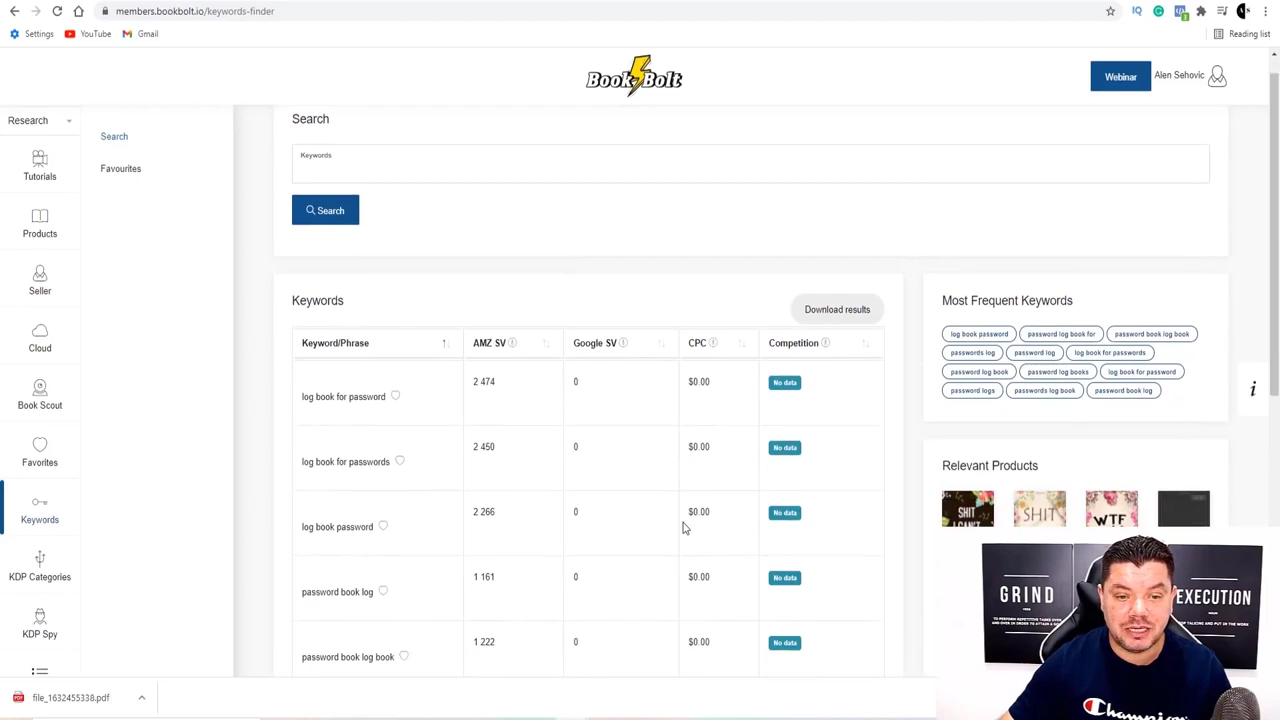 members.bookbolt.io/keywords-finder
Settings YouTube Gmail Reading list
Book Bolt
Webinar Alen Sehovic
Research
Tutorials
Products
Seller
Cloud
Book Scout
Favorites
Keywords
KDP Categories
KDP Spy
Search
Favourites
Search
Keywords
Search
Keywords
Download results
Keyword/Phrase AMZ SV Google SV CPC Competition
log book for password 2 474 0 $0.00 No data
log book for passwords 2 450 0 $0.00 No data
log book password 2 266 0 $0.00 No data
password book log 1 161 0 $0.00 No data
password book log book 1 222 0 $0.00 No data
Most Frequent Keywords
log book password password log book for password book log book
passwords log password log log book for passwords
password log book password log books log book for password
password logs passwords log book password book log
Relevant Products
SHIT I CAN'T
SHIT
WTF
GRIND
EXECUTION
Champion
file_1632455338.pdf